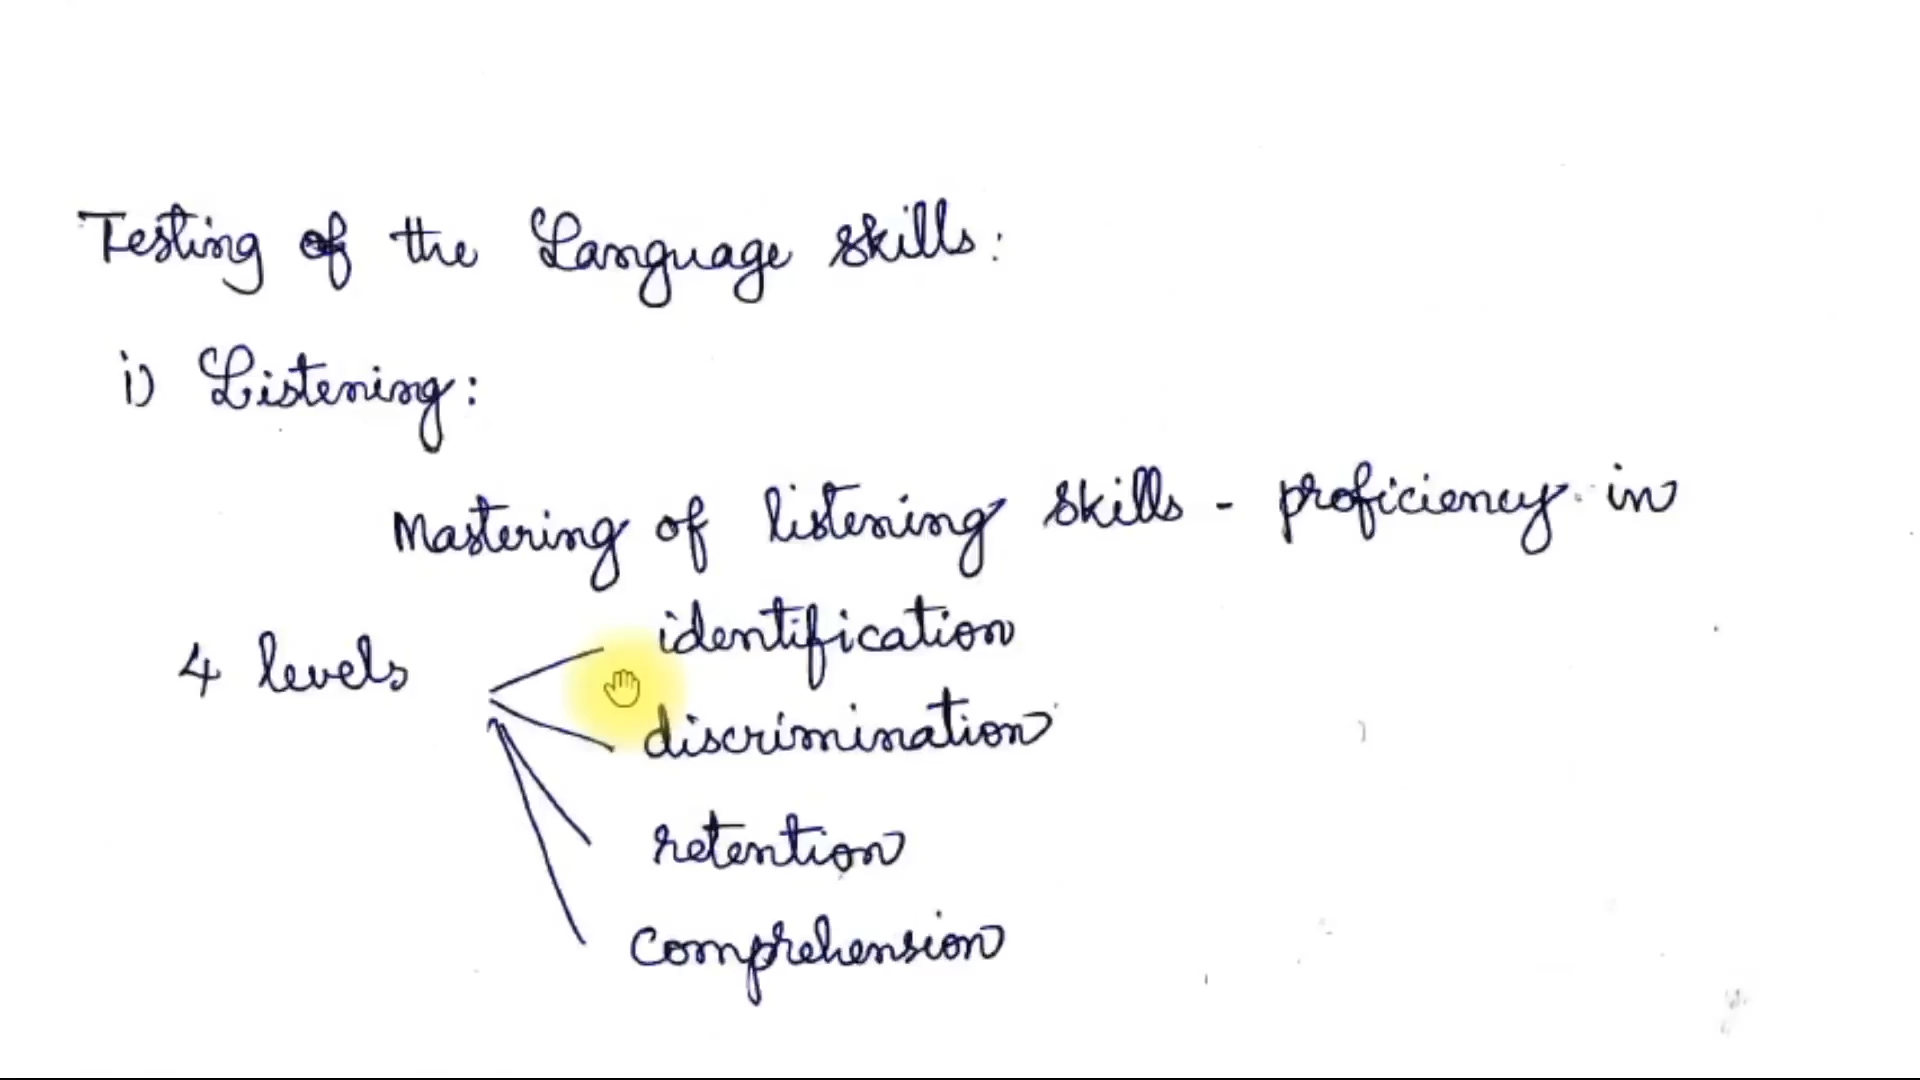 Testing of the Language skills:
i) Listening:
Mastering of listening skills - proficiency in
4 levels
identification
discrimination
retention
comprehension